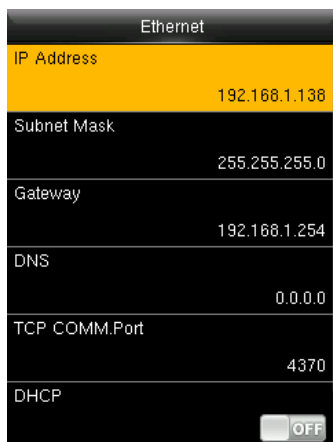 Ethernet
IP Address
192.168.1.138
Subnet Mask
255.255.255.0
Gateway
192.168.1.254
DNS
0.0.0.0
TCP COMM.Port
4370
DHCP
OFF